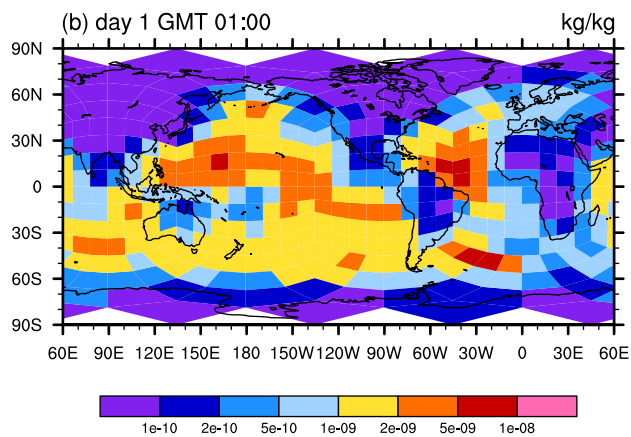 (b) day 1 GMT 01:00 kg/kg
90N
60N
30N
0
30S
60S
90S
60E 90E 120E 150E 180 150W 120W 90W 60W 30W 0 30E 60E
1e-10 2e-10 5e-10 1e-09 2e-09 5e-09 1e-08